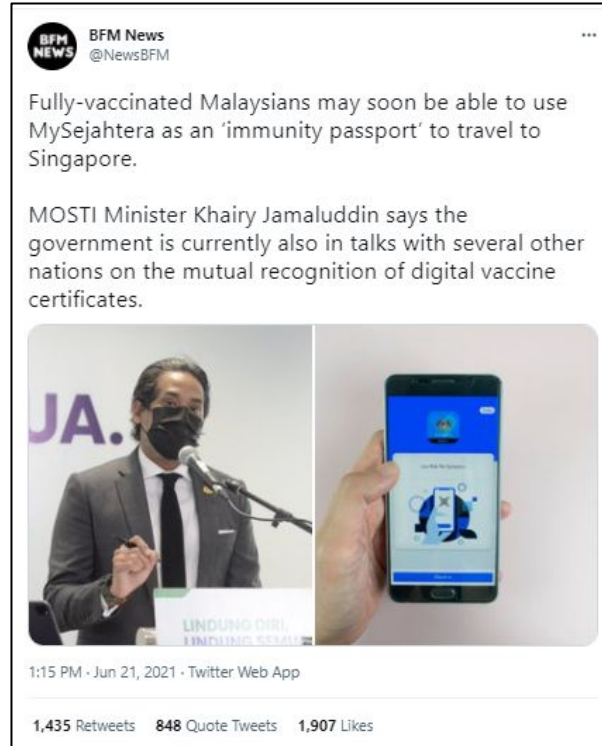 BFM
NEWS
BFM News
@NewsBFM
Fully-vaccinated Malaysians may soon be able to use
MySejahtera as an ‘immunity passport’ to travel to
Singapore.
MOSTI Minister Khairy Jamaluddin says the
government is currently also in talks with several other
nations on the mutual recognition of digital vaccine
certificates.
UA.
LINDUNG DIRI,
LINDUNG SEMUA
1:15 PM · Jun 21, 2021 · Twitter Web App
1,435 Retweets 848 Quote Tweets 1,907 Likes